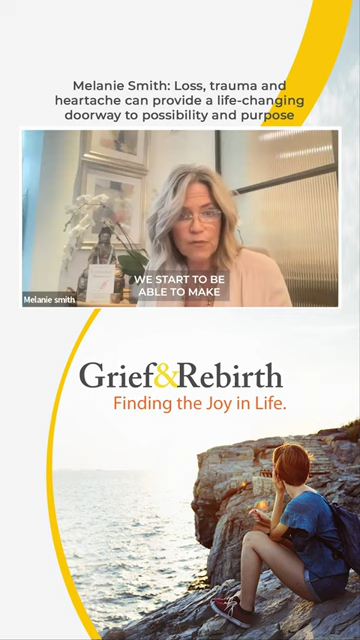 Melanie Smith: Loss, trauma and
heartache can provide a life-changing
doorway to possibility and purpose
WE START TO BE
ABLE TO MAKE
Melanie smith
Grief&Rebirth
Finding the Joy in Life.